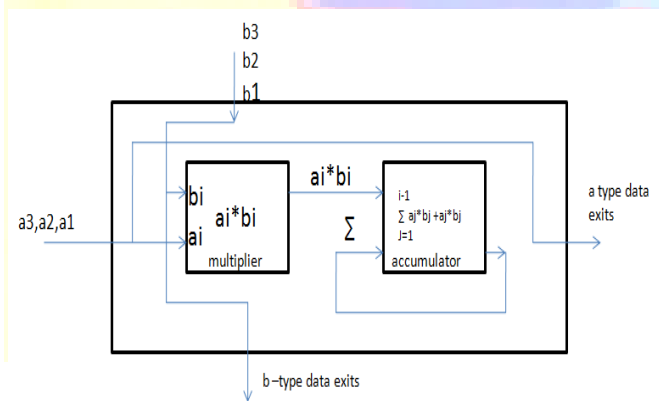 b3
b2
b1
a3,a2,a1
bi
ai*bi
ai
multiplier
ai*bi
∑
i-1
∑ aj*bj +aj*bj
J=1
accumulator
a type data
exits
b –type data exits